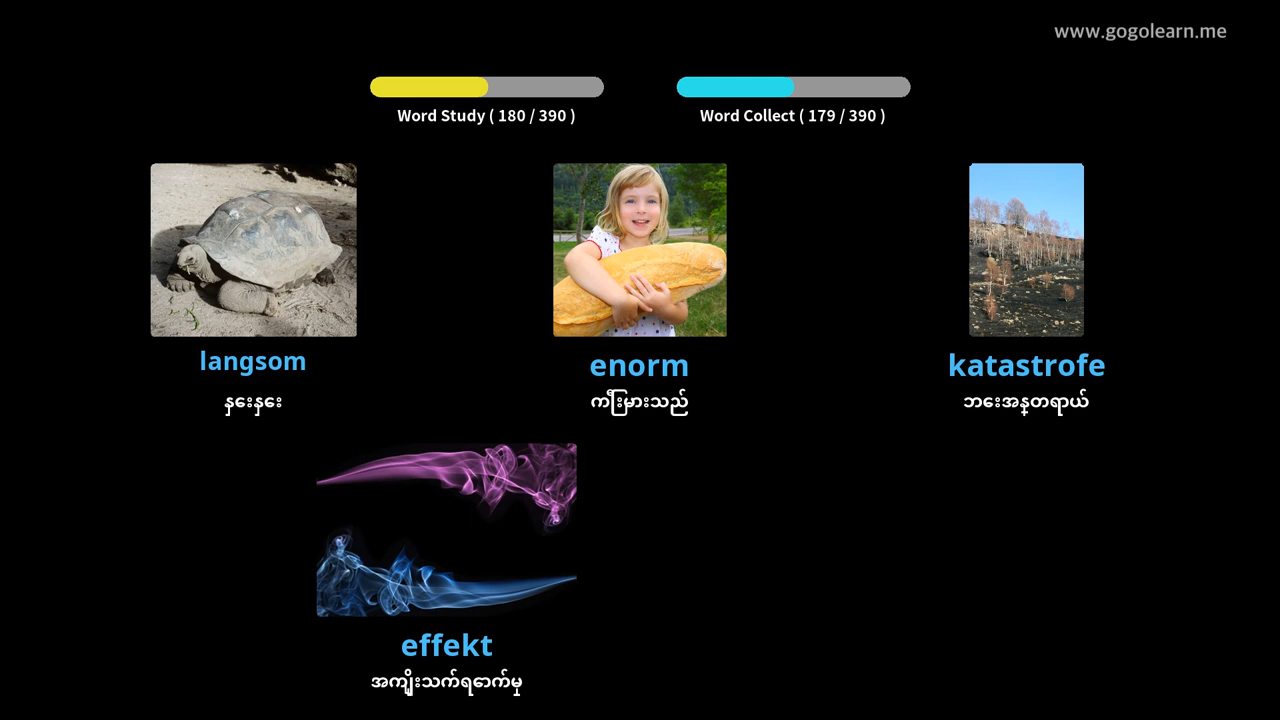 www.gogolearn.me
Word Study ( 180 / 390 )
Word Collect ( 179 / 390 )
langsom
enorm
katastrofe
နှေးနှေး
ကြီးမားသည်
ဘေးအန္တရာယ်
effekt
အကျိုးသက်ရောက်မှု